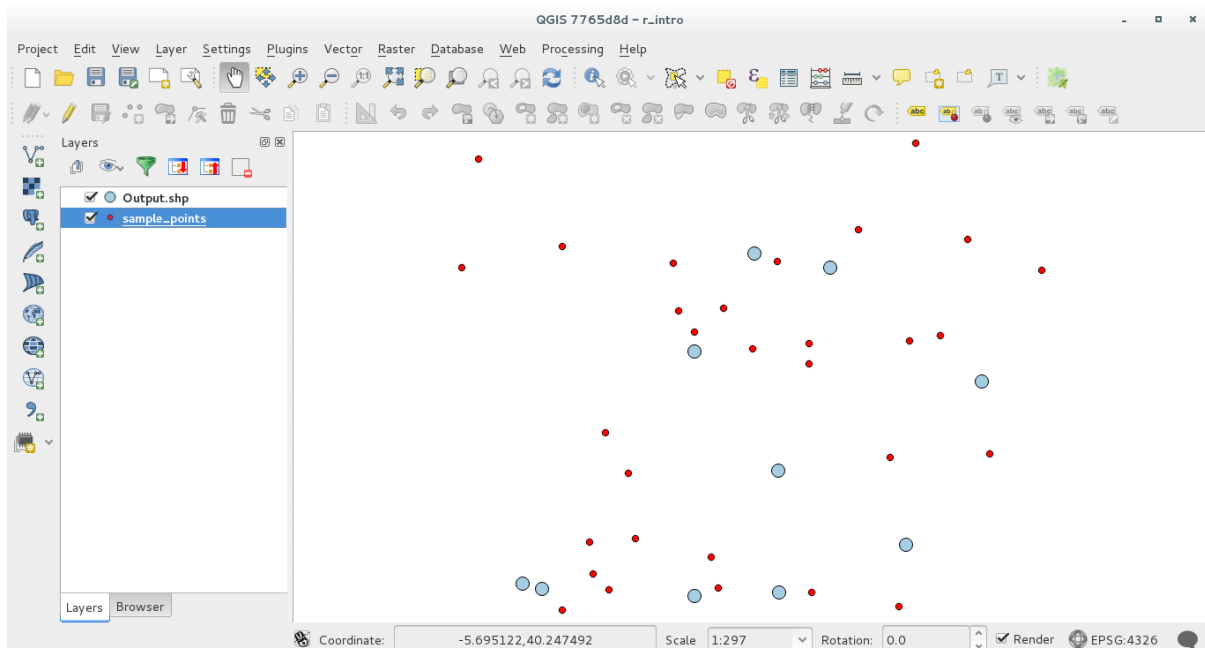 QGIS 7765d8d – r_intro
Project Edit View Layer Settings Plugins Vector Raster Database Web Processing Help
abc
Layers
Output.shp
sample_points
Layers Browser
Coordinate: -5.695122,40.247492 Scale 1:297 Rotation: 0.0 Render EPSG:4326